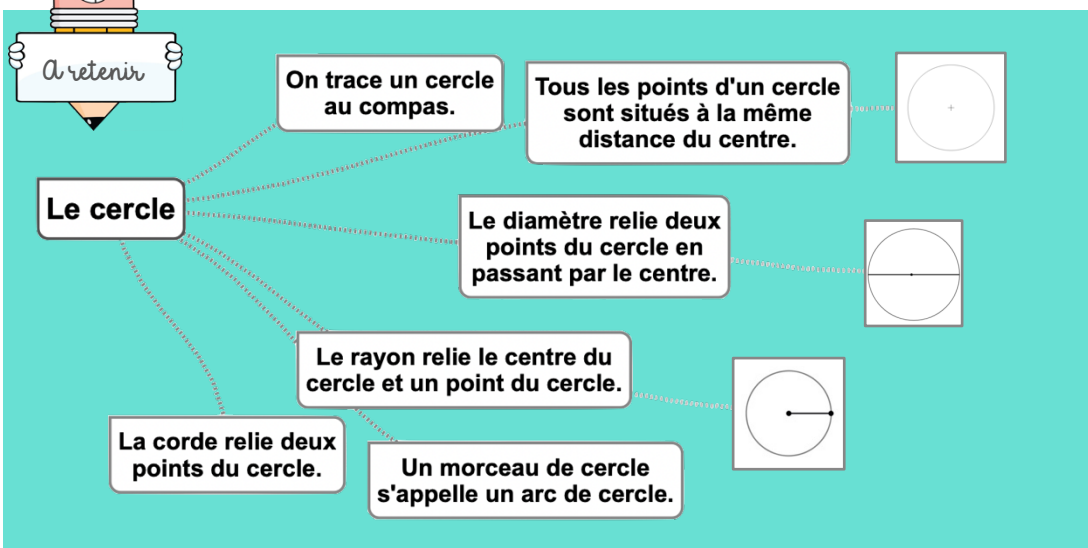 A retenir
On trace un cercle
au compas.
Tous les points d'un cercle
sont situés à la même
distance du centre.
Le cercle
Le diamètre relie deux
points du cercle en
passant par le centre.
Le rayon relie le centre du
cercle et un point du cercle.
La corde relie deux
points du cercle.
Un morceau de cercle
s'appelle un arc de cercle.